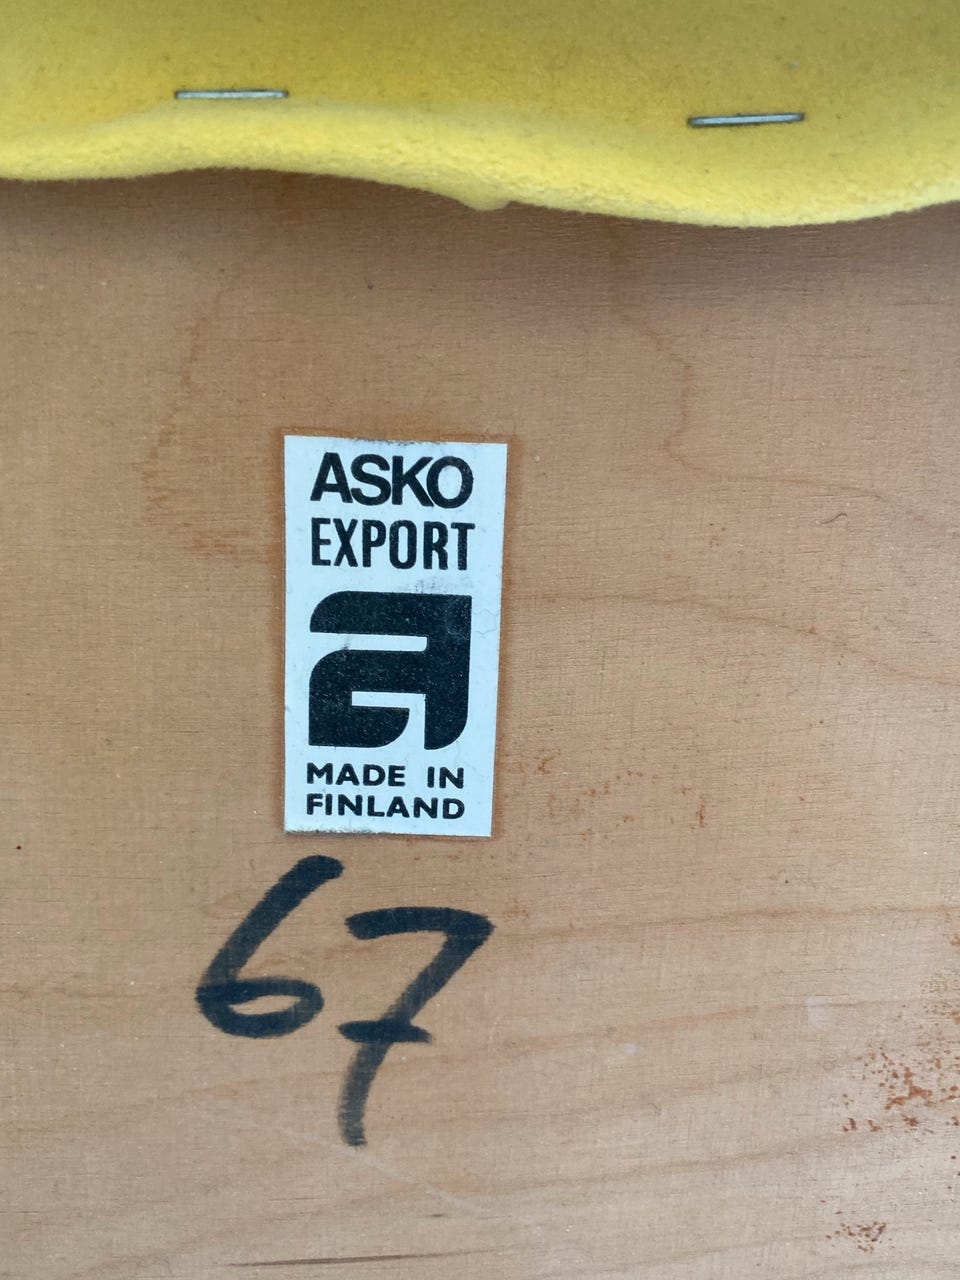 ASKO
EXPORT
a
MADE IN
FINLAND
67